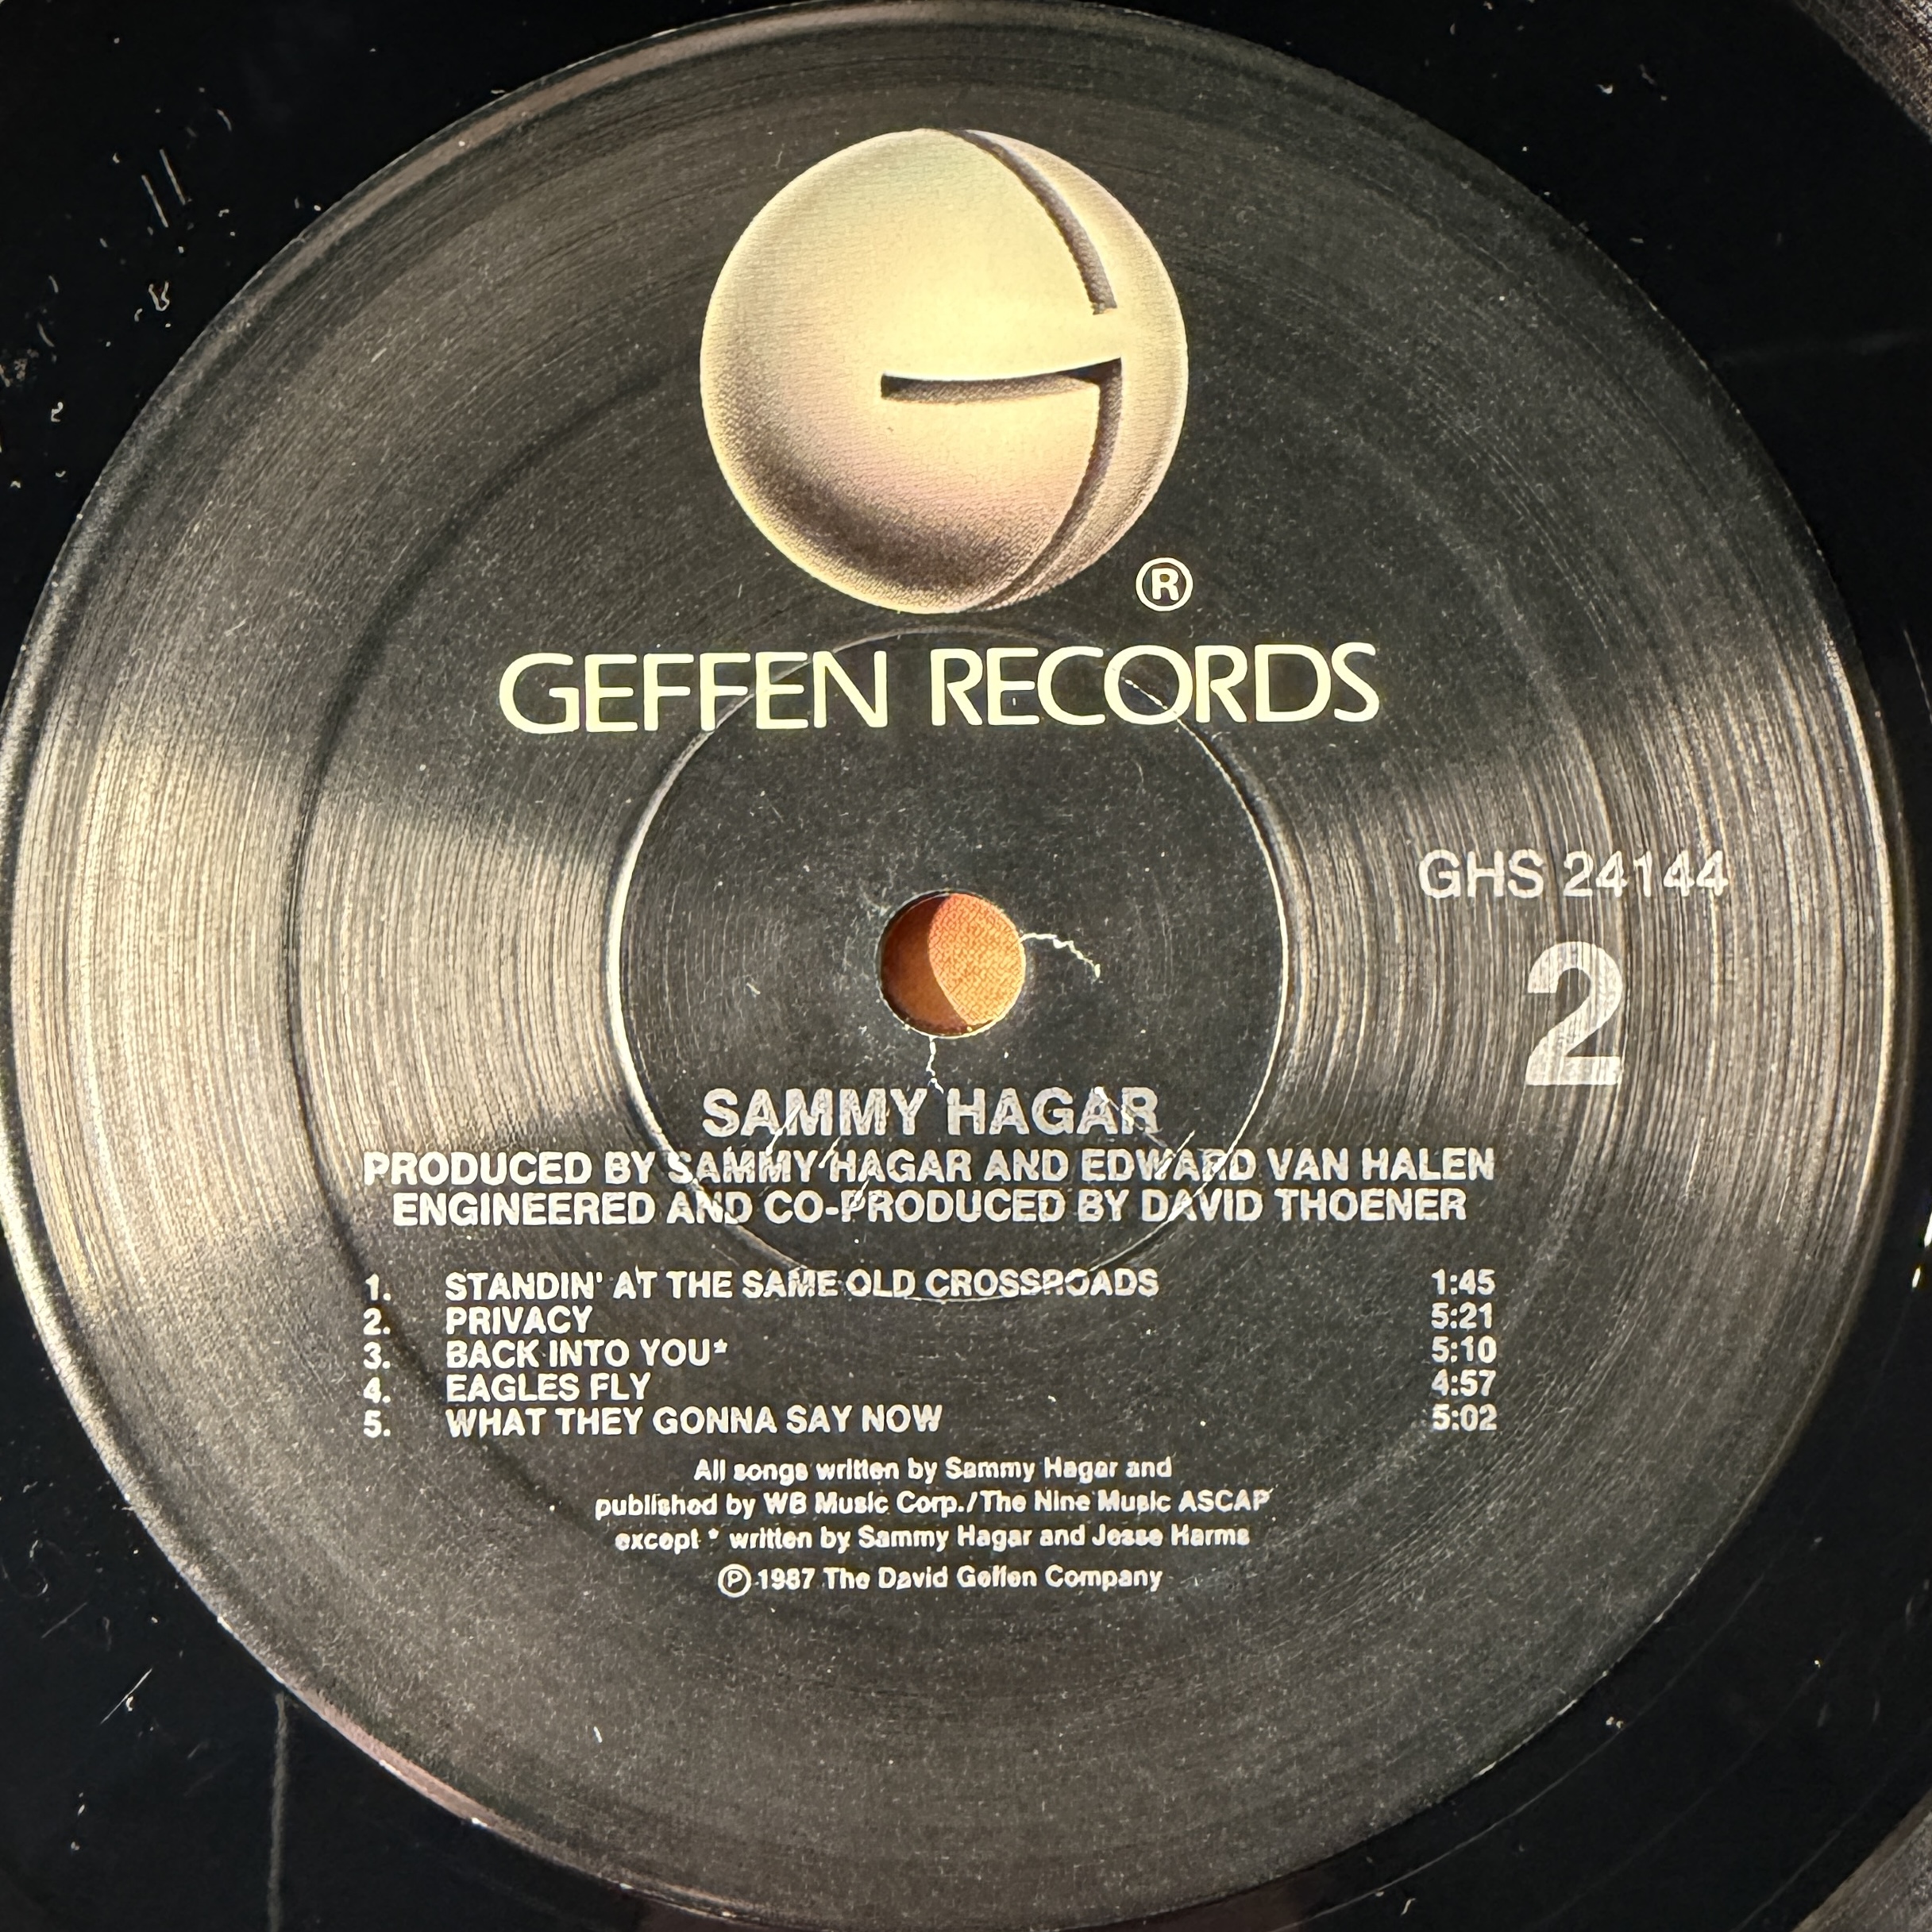 ®
GEFFEN RECORDS
GHS 24144
2
SAMMY HAGAR
PRODUCED BY SAMMY HAGAR AND EDWARD VAN HALEN
ENGINEERED AND CO-PRODUCED BY DAVID THOENER
1. STANDIN' AT THE SAME OLD CROSSROADS 1:45
2. PRIVACY 5:21
3. BACK INTO YOU* 5:10
4. EAGLES FLY 4:57
5. WHAT THEY GONNA SAY NOW 5:02
All songs written by Sammy Hagar and
published by WB Music Corp./The Nine Music ASCAP
except * written by Sammy Hagar and Jesse Harms
℗ 1987 The David Geffen Company